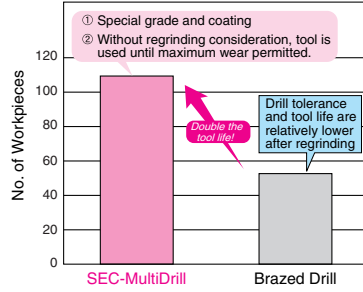 ① Special grade and coating
② Without regrinding consideration, tool is
used until maximum wear permitted.
No. of Workpieces
120
100
80
60
40
20
0
Double the
tool life!
Drill tolerance
and tool life are
relatively lower
after regrinding
SEC-MultiDrill
Brazed Drill